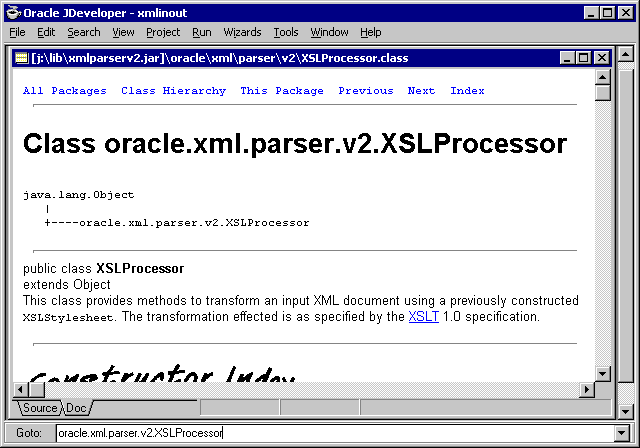 Oracle JDeveloper - xmlinout
File Edit Search View Project Run Wizards Tools Window Help
[j:\lib\xmlparserv2.jar]\oracle\xml\parser\v2\XSLProcessor.class
All Packages Class Hierarchy This Package Previous Next Index
Class oracle.xml.parser.v2.XSLProcessor
java.lang.Object
|
+----oracle.xml.parser.v2.XSLProcessor
public class XSLProcessor
extends Object
This class provides methods to transform an input XML document using a previously constructed
XSLStylesheet. The transformation effected is as specified by the XSLT 1.0 specification.
Constructor Index
Source Doc
Goto: oracle.xml.parser.v2.XSLProcessor